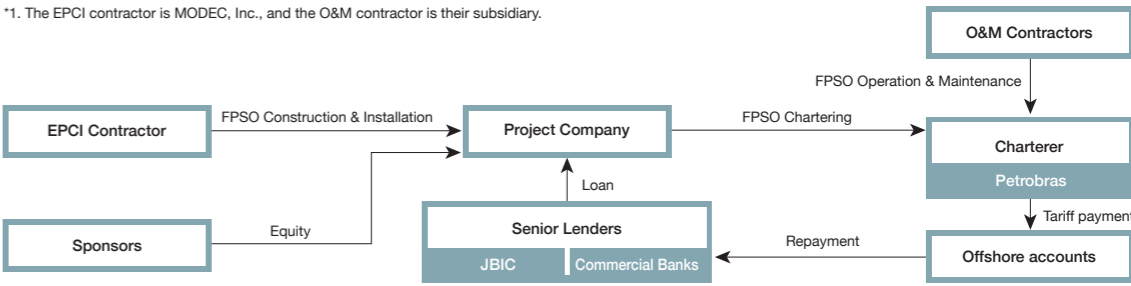 *1. The EPCI contractor is MODEC, Inc., and the O&M contractor is their subsidiary.
O&M Contractors
FPSO Operation & Maintenance
EPCI Contractor
FPSO Construction & Installation
Project Company
FPSO Chartering
Charterer
Petrobras
Loan
Tariff payment
Sponsors
Equity
Senior Lenders
JBIC
Commercial Banks
Repayment
Offshore accounts